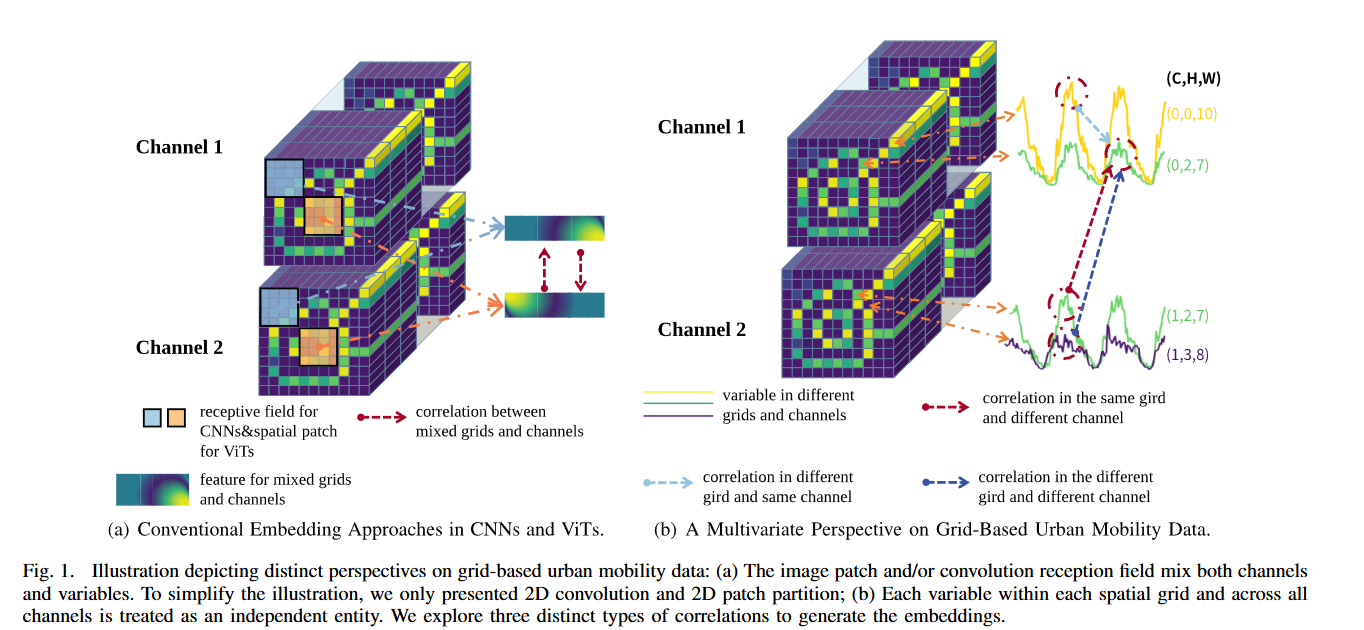 Channel 1
Channel 2
receptive field for
CNNs&spatial patch
for ViTs
correlation between
mixed grids and channels
feature for mixed grids
and channels
(a) Conventional Embedding Approaches in CNNs and ViTs.
Channel 1
Channel 2
(C,H,W)
(0,0,10)
(0,2,7)
(1,2,7)
(1,3,8)
variable in different
grids and channels
correlation in the same gird
and different channel
correlation in different
gird and same channel
correlation in the different
gird and different channel
(b) A Multivariate Perspective on Grid-Based Urban Mobility Data.
Fig. 1. Illustration depicting distinct perspectives on grid-based urban mobility data: (a) The image patch and/or convolution reception field mix both channels
and variables. To simplify the illustration, we only presented 2D convolution and 2D patch partition; (b) Each variable within each spatial grid and across all
channels is treated as an independent entity. We explore three distinct types of correlations to generate the embeddings.